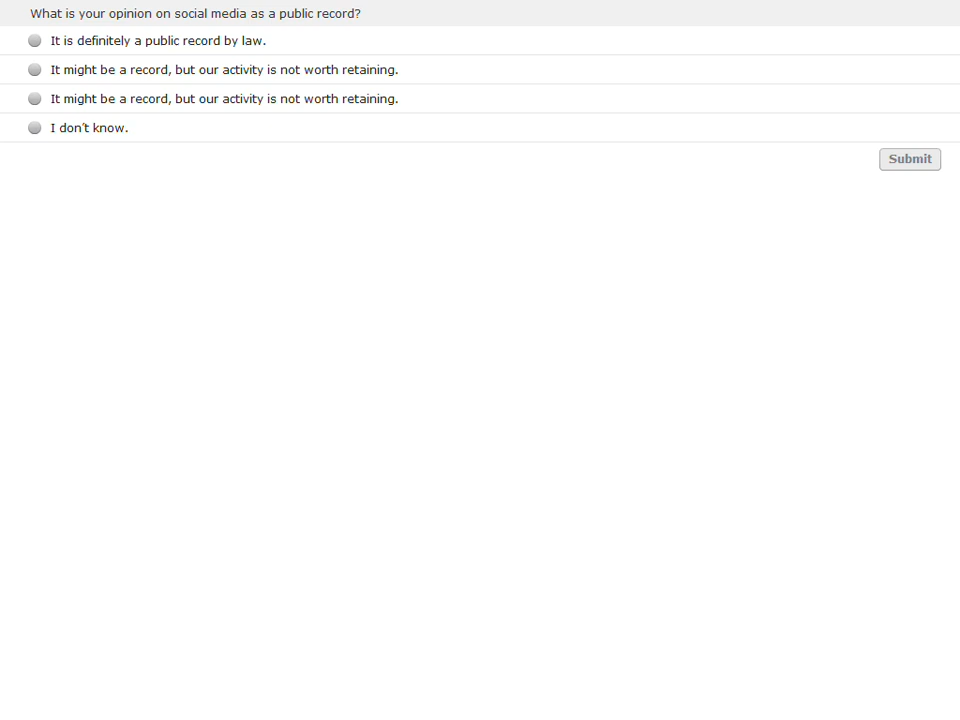 What is your opinion on social media as a public record?
It is definitely a public record by law.
It might be a record, but our activity is not worth retaining.
It might be a record, but our activity is not worth retaining.
I don´t know.
Submit